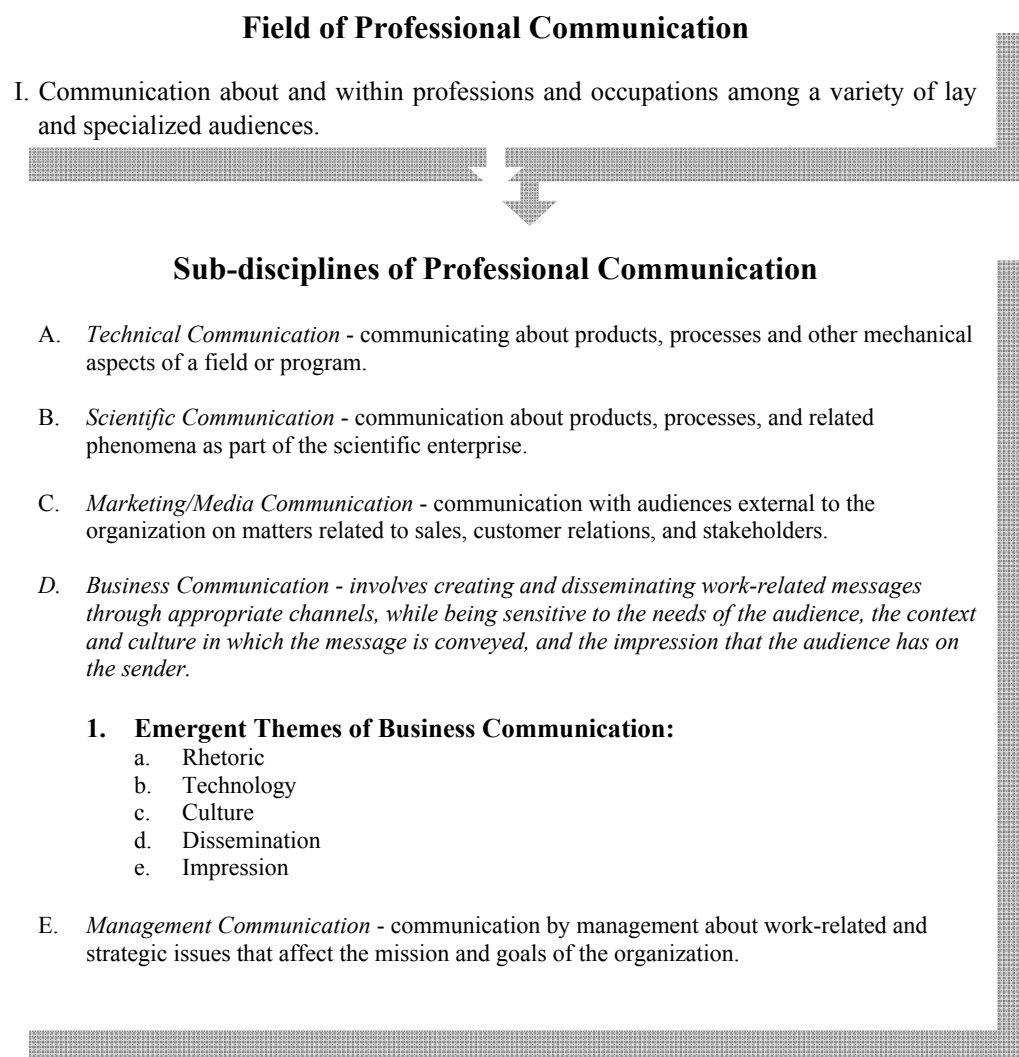 Field of Professional Communication
I. Communication about and within professions and occupations among a variety of lay
and specialized audiences.
Sub-disciplines of Professional Communication
A. Technical Communication - communicating about products, processes and other mechanical
aspects of a field or program.
B. Scientific Communication - communication about products, processes, and related
phenomena as part of the scientific enterprise.
C. Marketing/Media Communication - communication with audiences external to the
organization on matters related to sales, customer relations, and stakeholders.
D. Business Communication - involves creating and disseminating work-related messages
through appropriate channels, while being sensitive to the needs of the audience, the context
and culture in which the message is conveyed, and the impression that the audience has on
the sender.
1. Emergent Themes of Business Communication:
a. Rhetoric
b. Technology
c. Culture
d. Dissemination
e. Impression
E. Management Communication - communication by management about work-related and
strategic issues that affect the mission and goals of the organization.